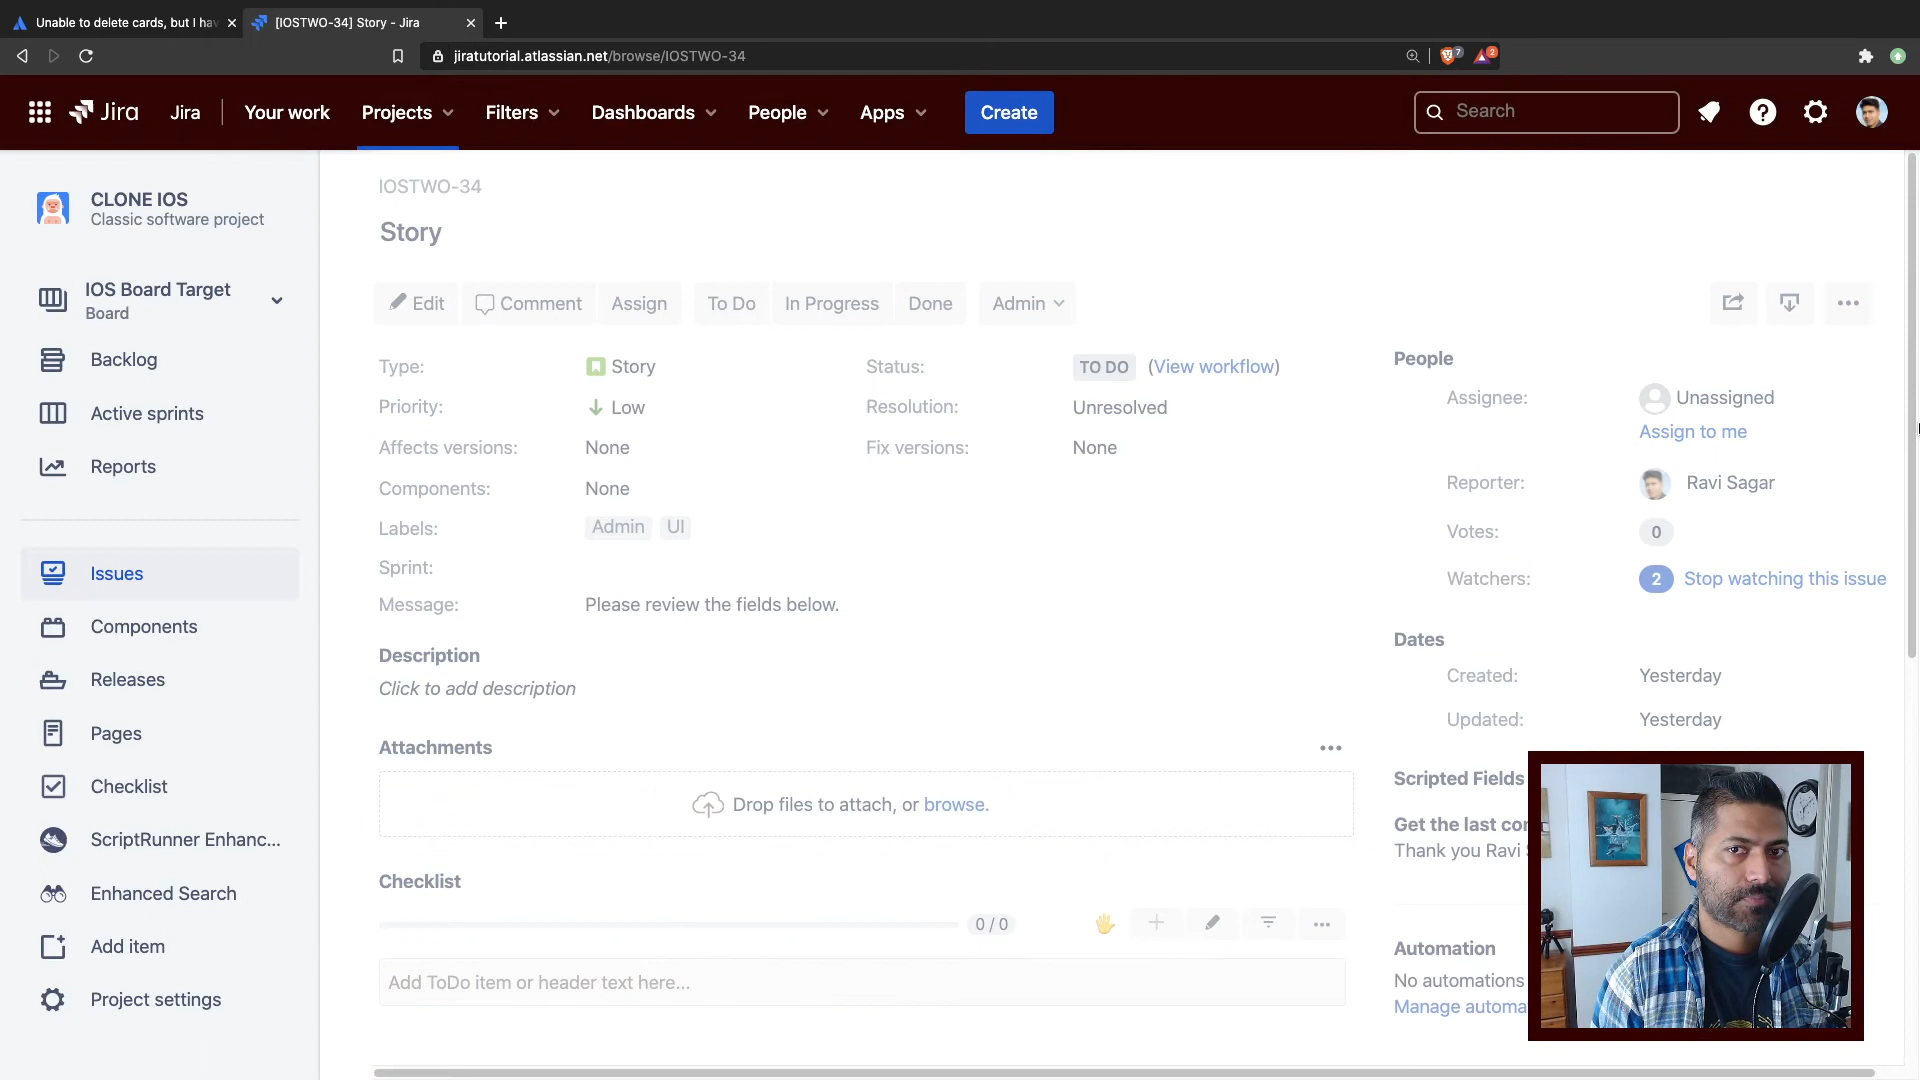 Unable to delete cards, but I hav
[IOSTWO-34] Story - Jira
jiratutorial.atlassian.net/browse/IOSTWO-34
7
2
Jira
Jira
Your work
Projects
Filters
Dashboards
People
Apps
Create
Search
CLONE IOS
Classic software project
IOS Board Target
Board
Backlog
Active sprints
Reports
Issues
Components
Releases
Pages
Checklist
ScriptRunner Enhanc...
Enhanced Search
Add item
Project settings
IOSTWO-34
Story
Edit
Comment
Assign
To Do
In Progress
Done
Admin
Type: Story
Status: TO DO (View workflow)
Priority: Low
Resolution: Unresolved
Affects versions: None
Fix versions: None
Components: None
Labels: Admin UI
Sprint:
Message: Please review the fields below.
Description
Click to add description
Attachments
Drop files to attach, or browse.
Checklist
0 / 0
Add ToDo item or header text here...
People
Assignee: Unassigned
Assign to me
Reporter: Ravi Sagar
Votes: 0
Watchers: 2 Stop watching this issue
Dates
Created: Yesterday
Updated: Yesterday
Scripted Fields
Get the last
Thank you Ravi
Automation
No automations
Manage